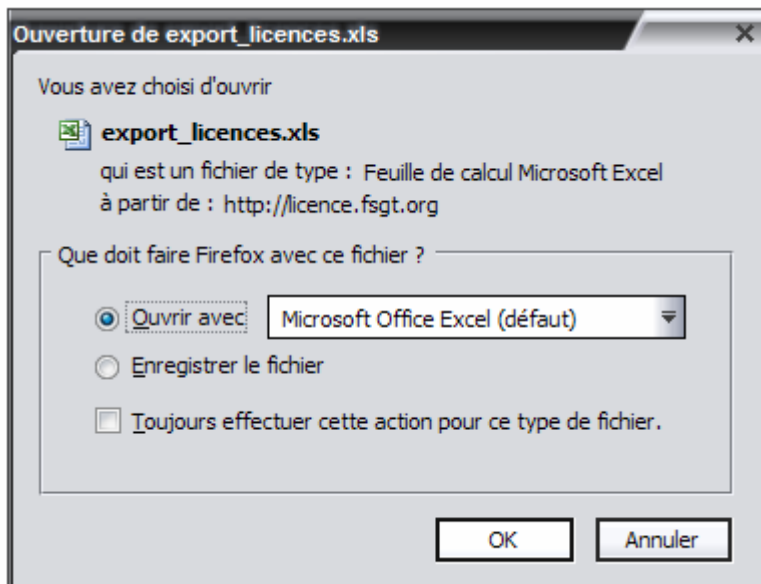 Ouverture de export_licences.xls
Vous avez choisi d'ouvrir
export_licences.xls
qui est un fichier de type : Feuille de calcul Microsoft Excel
à partir de : http://licence.fsgt.org
Que doit faire Firefox avec ce fichier ?
Ouvrir avec Microsoft Office Excel (défaut)
Enregistrer le fichier
Toujours effectuer cette action pour ce type de fichier.
OK Annuler